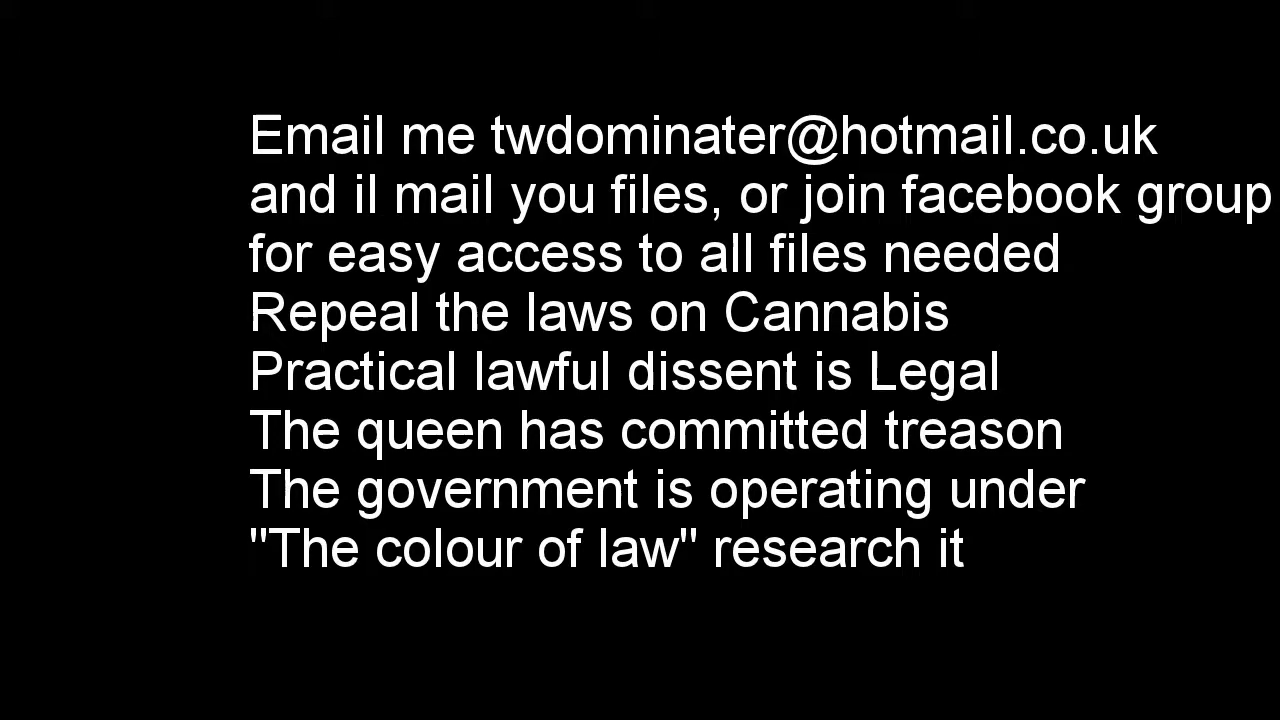 Email me twdominater@hotmail.co.uk
and il mail you files, or join facebook group
for easy access to all files needed
Repeal the laws on Cannabis
Practical lawful dissent is Legal
The queen has committed treason
The government is operating under
"The colour of law" research it